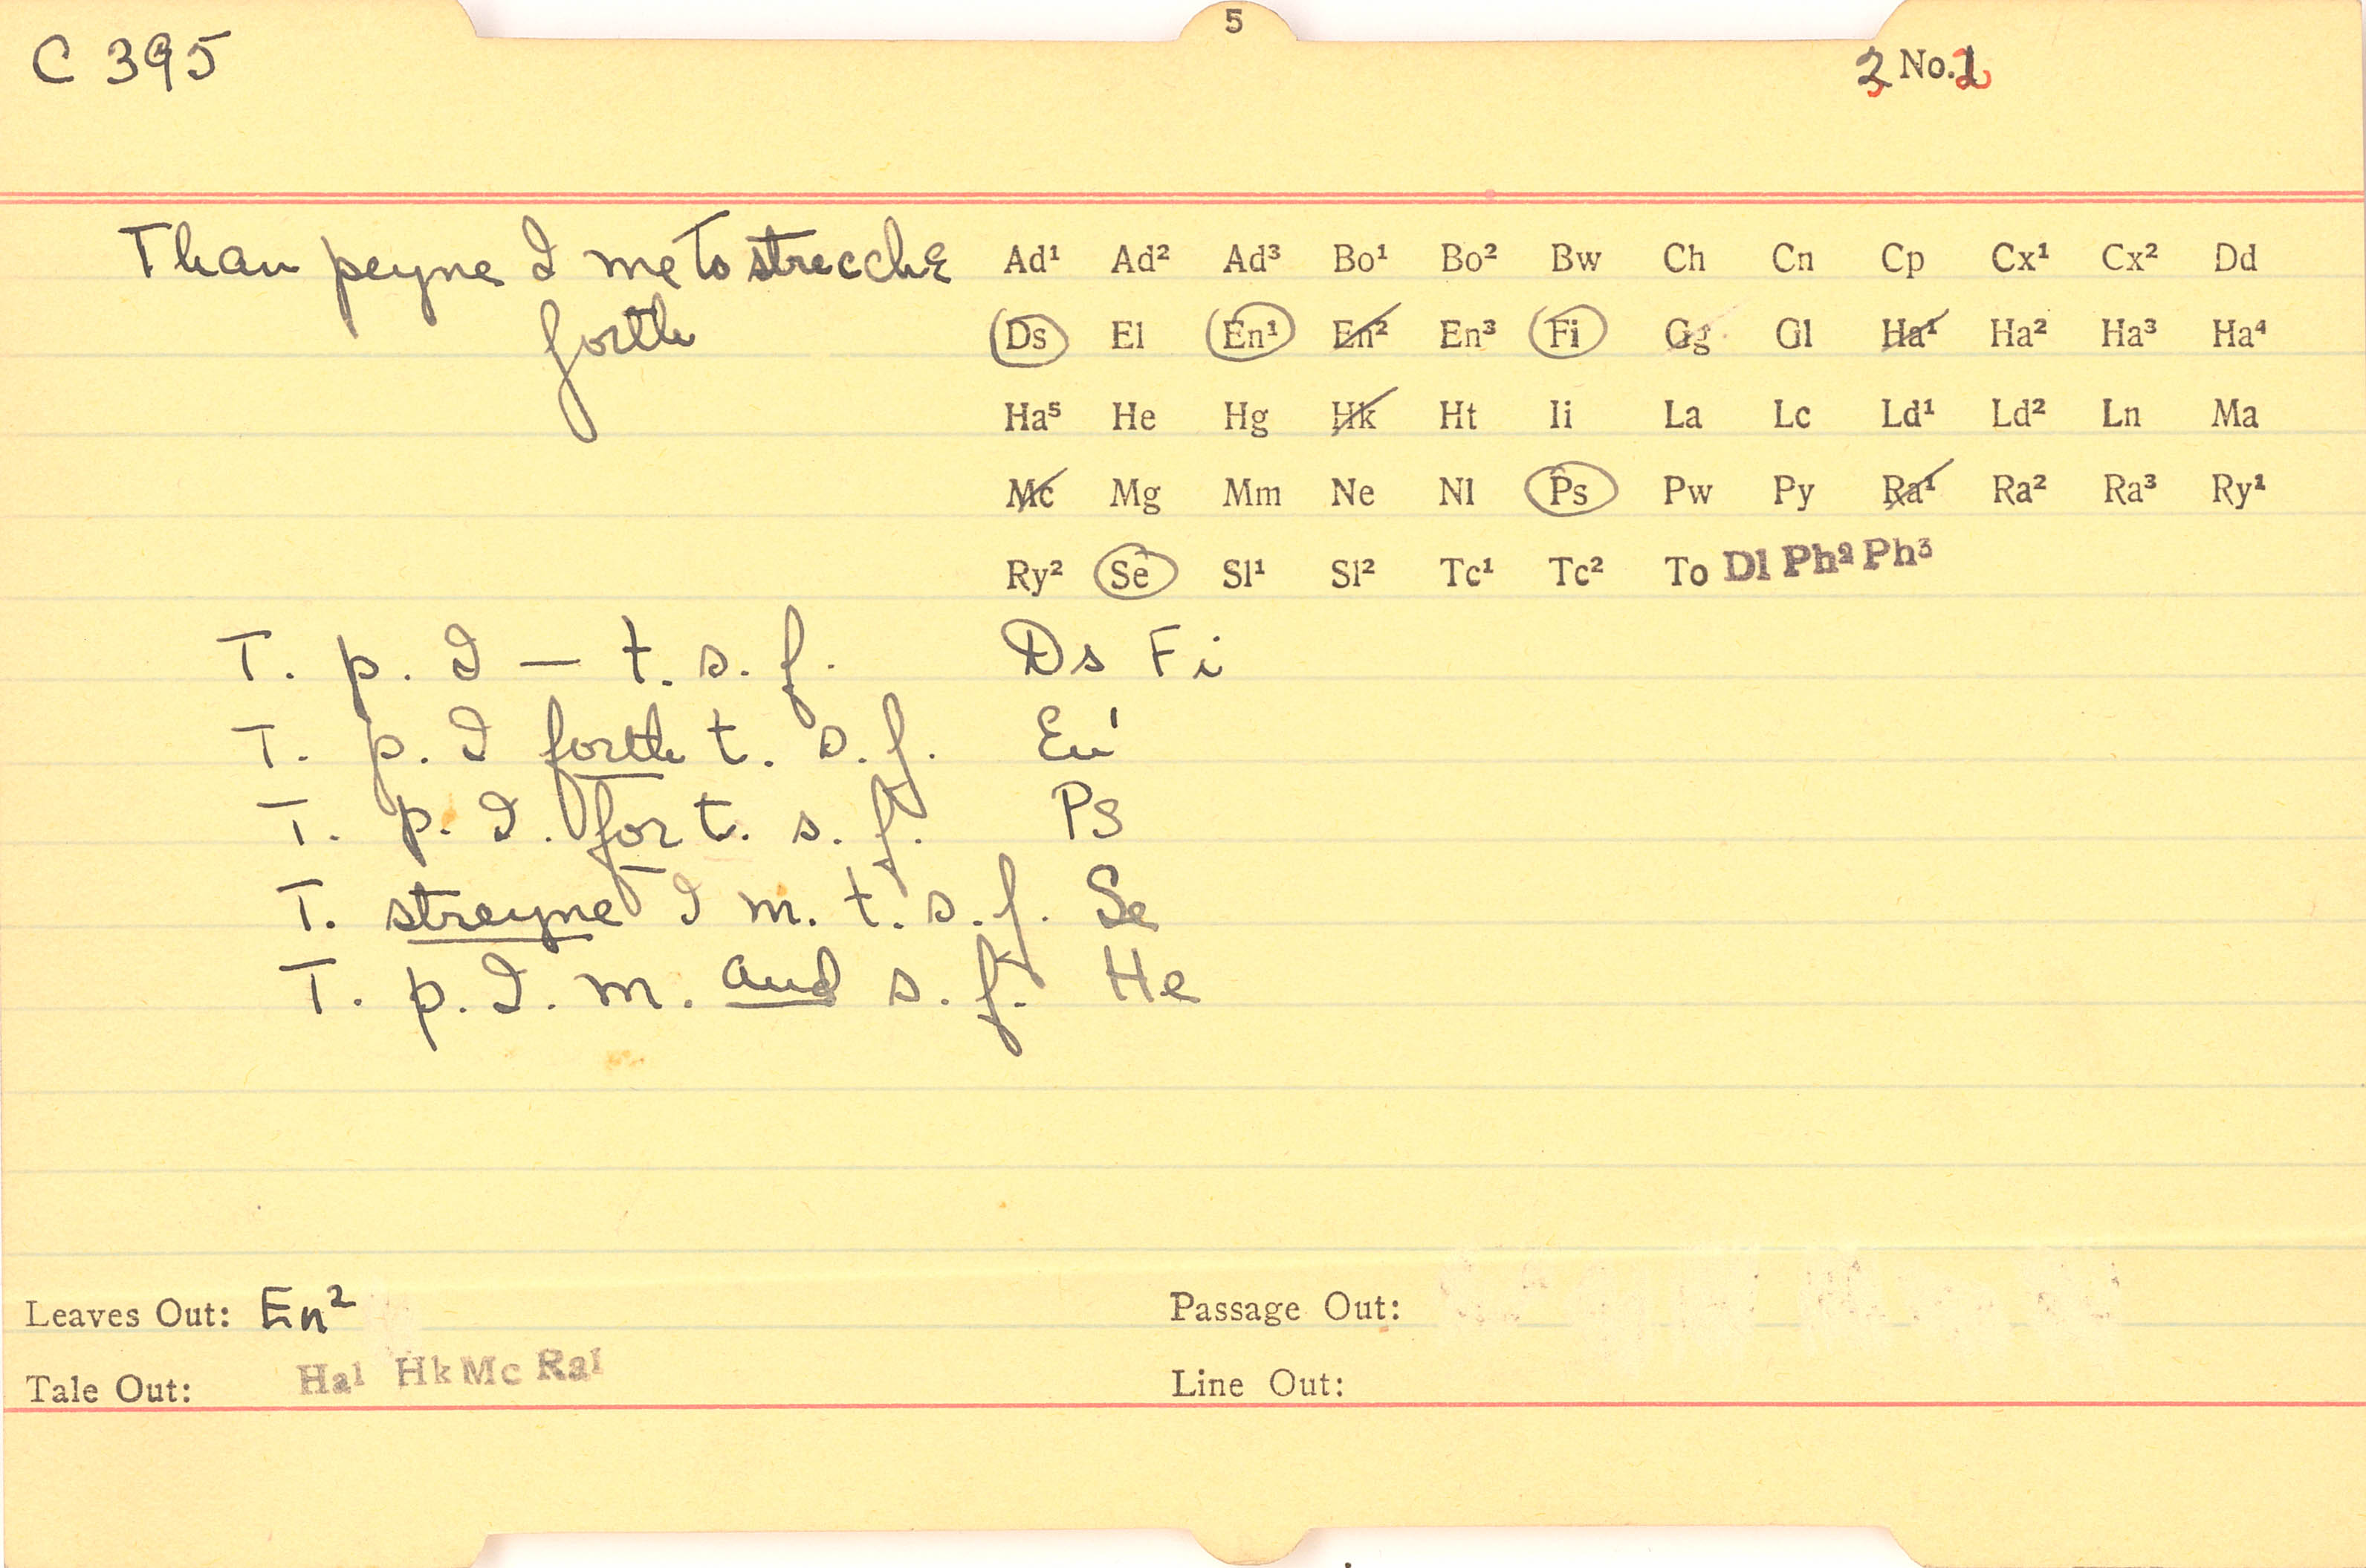 5
C 395
No.
Than peyne I me to strecche
forth
Ad¹ Ad² Ad³ Bo¹ Bo² Bw Ch Cn Cp Cx¹ Cx² Dd
Ds El En¹ En² En³ Fi Gg Gl Ha¹ Ha² Ha³ Ha⁴
Ha⁵ He Hg Hk Ht Ii La Lc Ld¹ Ld² Ln Ma
Mc Mg Mm Ne Nl Ps Pw Py Ra¹ Ra² Ra³ Ry¹
Ry² Se Sl¹ Sl² Tc¹ Tc² To Dl Ph² Ph³
T. p. I — t. s. f. Ds Fi
T. p. I forth t. s. f. En¹
T. p. I. for t. s. f. Ps
T. streyne I m. t. s. f. Se
T. p. I. m. and s. f. He
Leaves Out: En² Passage Out:
Tale Out: Ha¹ Hk Mc Ra¹ Line Out: